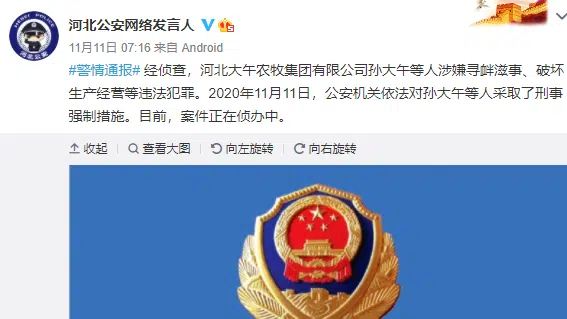 河北公安网络发言人
11月11日 07:16 来自 Android
#警情通报# 经侦查，河北大午农牧集团有限公司孙大午等人涉嫌寻衅滋事、破坏
生产经营等违法犯罪。2020年11月11日，公安机关依法对孙大午等人采取了刑事
强制措施。目前，案件正在侦办中。
收起 查看大图 向左旋转 向右旋转